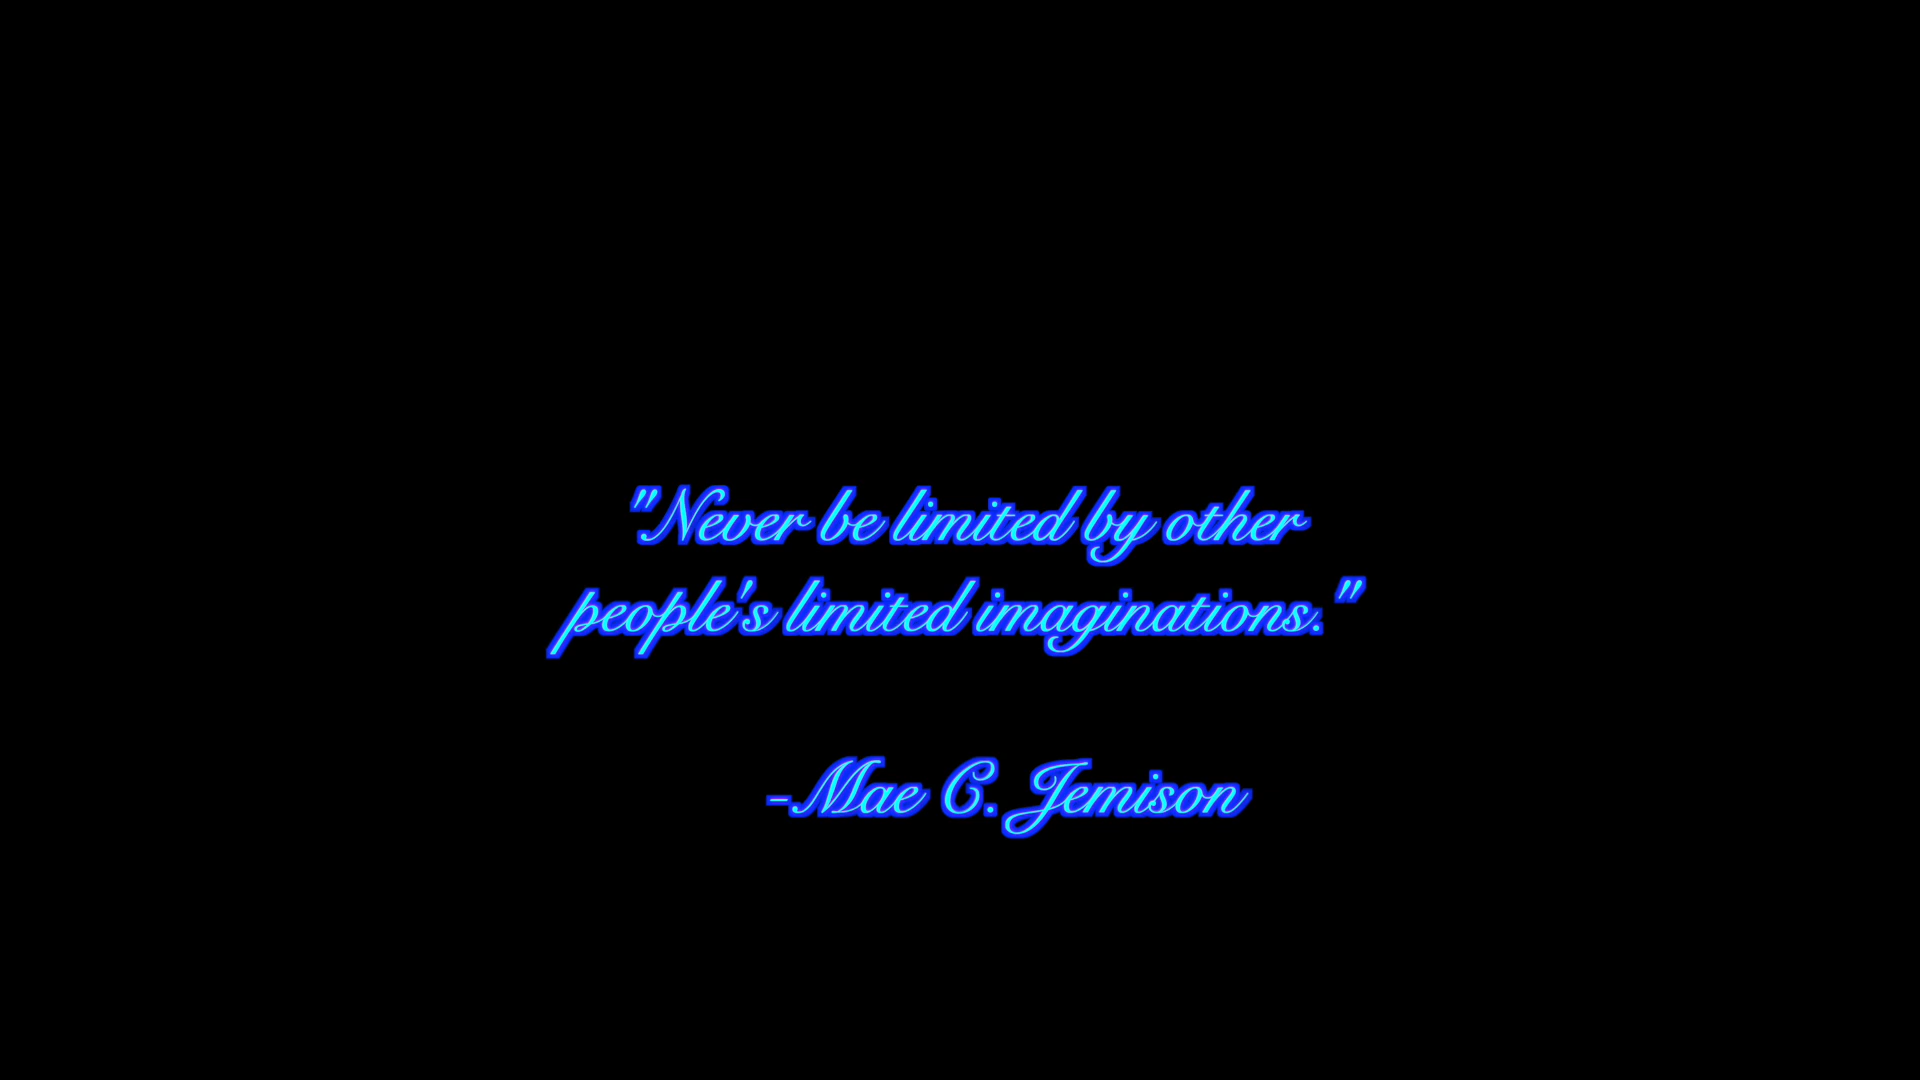 "Never be limited by other
people's limited imaginations."
-Mae C. Jemison